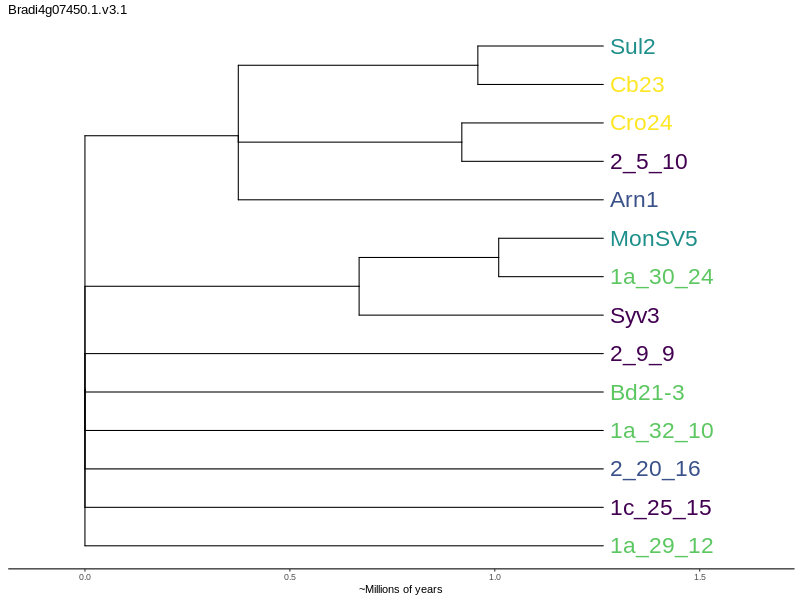 Bradi4g07450.1.v3.1
Sul2
Cb23
Cro24
2_5_10
Arn1
MonSV5
1a_30_24
Syv3
2_9_9
Bd21-3
1a_32_10
2_20_16
1c_25_15
1a_29_12
0.0 0.5 1.0 1.5
~Millions of years